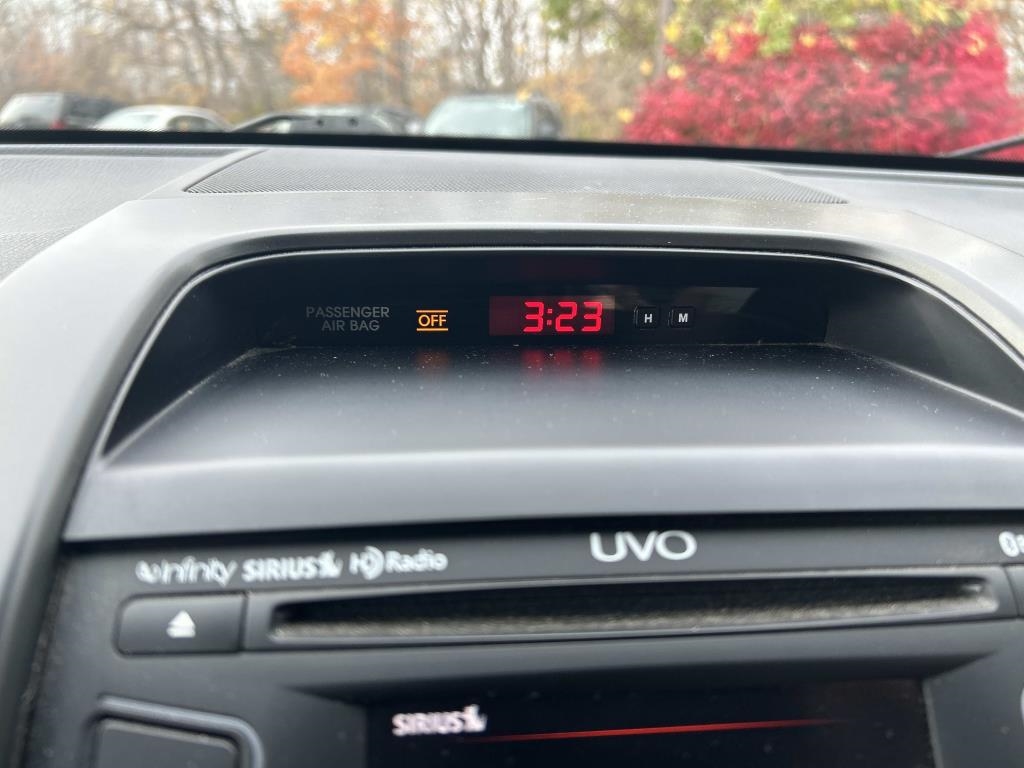 PASSENGER
AIR BAG
OFF
3:23
H
M
infinity SIRIUS HD Radio
UVO
SIRIUS